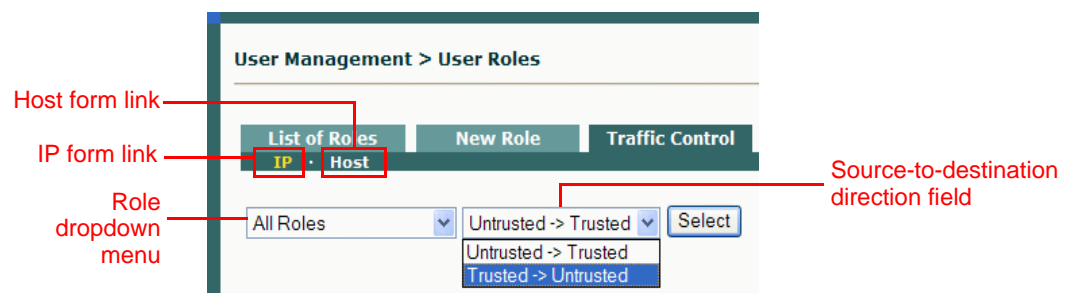 User Management > User Roles
Host form link
List of Roles New Role Traffic Control
IP form link
IP · Host
Source-to-destination
direction field
Role
dropdown
menu
All Roles Untrusted -> Trusted Select
Untrusted -> Trusted
Trusted -> Untrusted